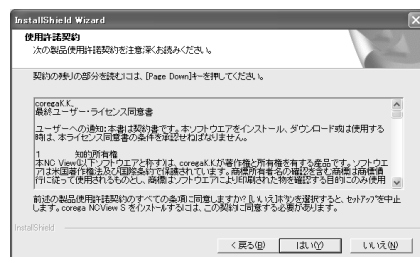 InstallShield Wizard
使用許諾契約
次の製品使用許諾契約を注意深くお読みください。
契約の残りの部分を読むには、[Page Down]キーを押してください。
corega K.K.
最終ユーザー・ライセンス同意書
ユーザーへの通知:本書は契約書です。本ソフトウエアをインストール、ダウンロード或は使用する
時は、本ライセンス同意書の条件を承認せねばなりません。
1 知的所有権
本NC View(以下ソフトウエアと称す)は、corega K.Kが著作権と所有権を有する産品です。ソフトウエ
アは米国著作権法及び国際条約で保護されています。商標所有者名の確認を含む商標は商標慣
行に従って使用されるものとし、商標はソフトウエアにより印刷された物を確認する目的にのみ使用
前述の製品使用許諾契約のすべての条項に同意しますか? [いいえ]ボタンを選択すると、セットアップを中止
します。corega NCView S をインストールするには、この契約に同意する必要があります。
InstallShield
< 戻る(B)
はい(Y)
いいえ(N)